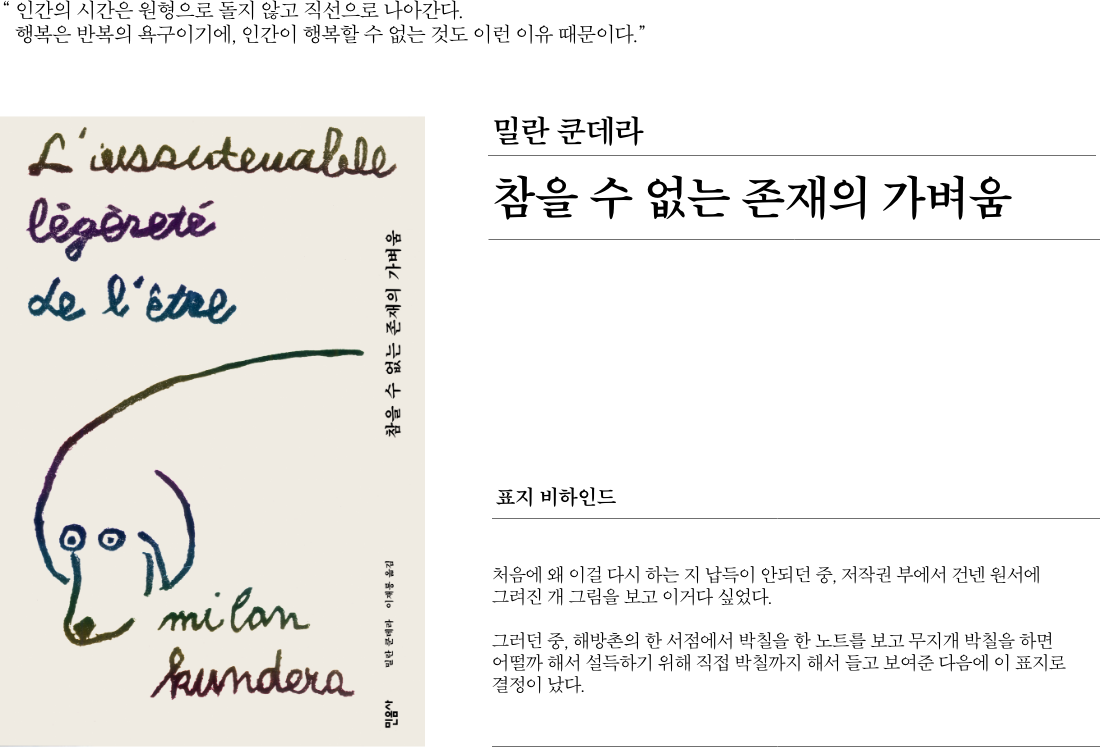 “ 인간의 시간은 원형으로 돌지 않고 직선으로 나아간다.
행복은 반복의 욕구이기에, 인간이 행복할 수 없는 것도 이런 이유 때문이다.”
L'insoutenable
légèreté
de l'être
milan
kundera
참을 수 없는 존재의 가벼움
밀란 쿤데라 이재룡 옮김
민음사
밀란 쿤데라
참을 수 없는 존재의 가벼움
표지 비하인드
처음에 왜 이걸 다시 하는 지 납득이 안되던 중, 저작권 부에서 건넨 원서에
그려진 개 그림을 보고 이거다 싶었다.
그러던 중, 해방촌의 한 서점에서 박칠을 한 노트를 보고 무지개 박칠을 하면
어떨까 해서 설득하기 위해 직접 박칠까지 해서 들고 보여준 다음에 이 표지로
결정이 났다.